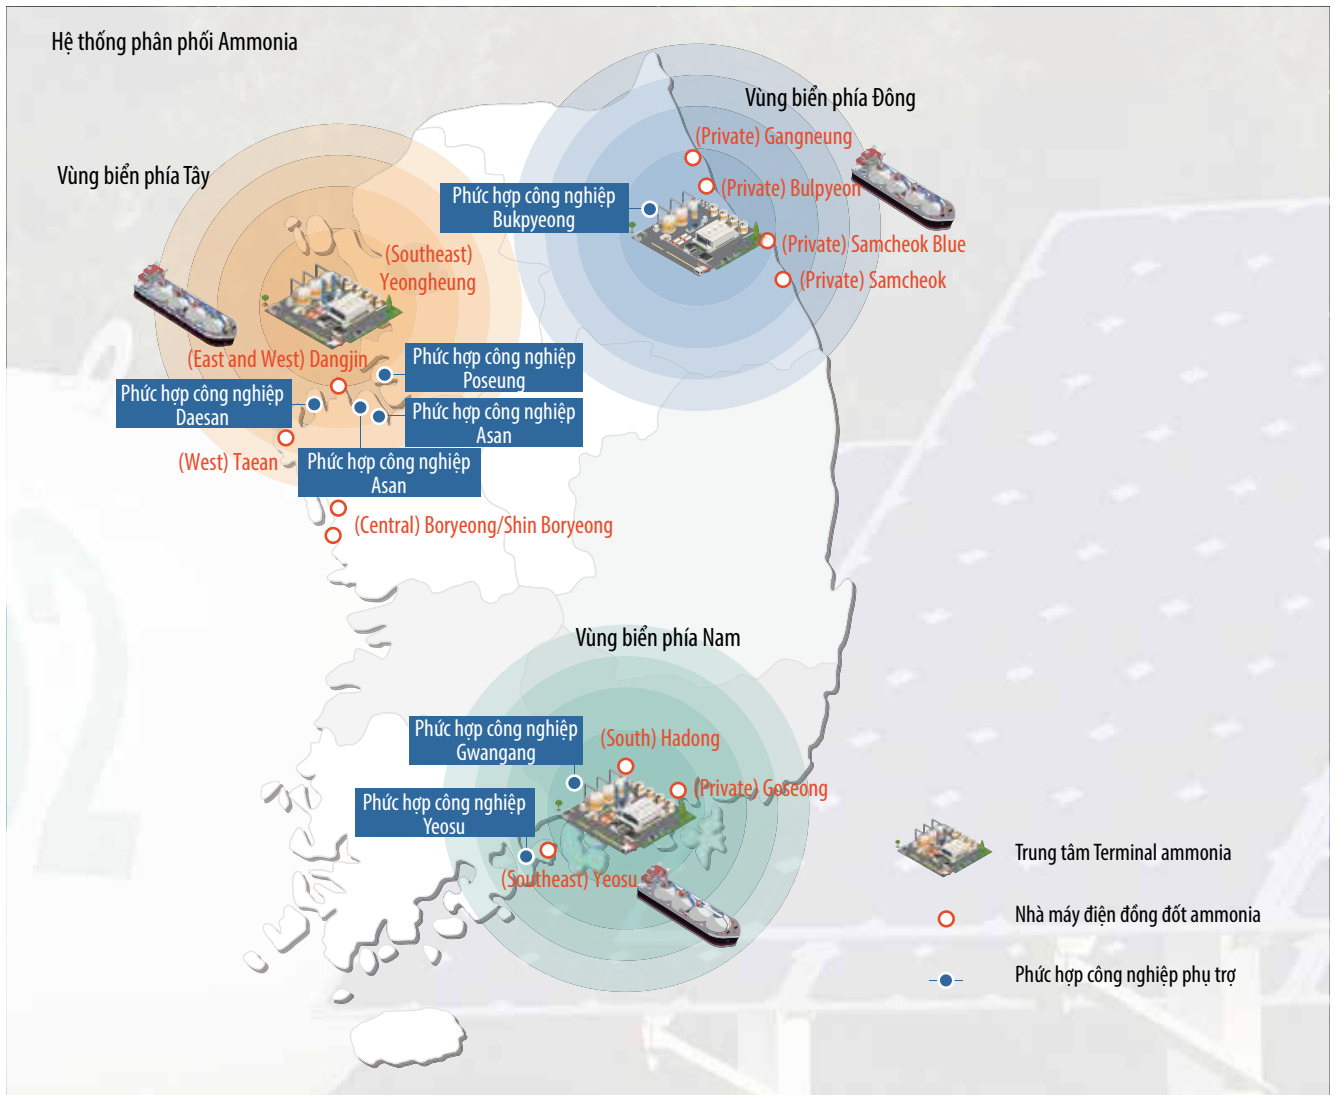 Hệ thống phân phối Ammonia
Vùng biển phía Đông
(Private) Gangneung
Vùng biển phía Tây
(Private) Bulpyeon
Phức hợp công nghiệp
Bukpyeong
(Private) Samcheok Blue
(Southeast)
Yeongheung
(Private) Samcheok
(East and West) Dangjin
Phức hợp công nghiệp
Poseung
Phức hợp công nghiệp
Daesan
Phức hợp công nghiệp
Asan
(West) Taean
Phức hợp công nghiệp
Asan
(Central) Boryeong/Shin Boryeong
Vùng biển phía Nam
Phức hợp công nghiệp
Gwangang
(South) Hadong
(Private) Goseong
Phức hợp công nghiệp
Yeosu
(Southeast) Yeosu
Trung tâm Terminal ammonia
Nhà máy điện đồng đốt ammonia
Phức hợp công nghiệp phụ trợ